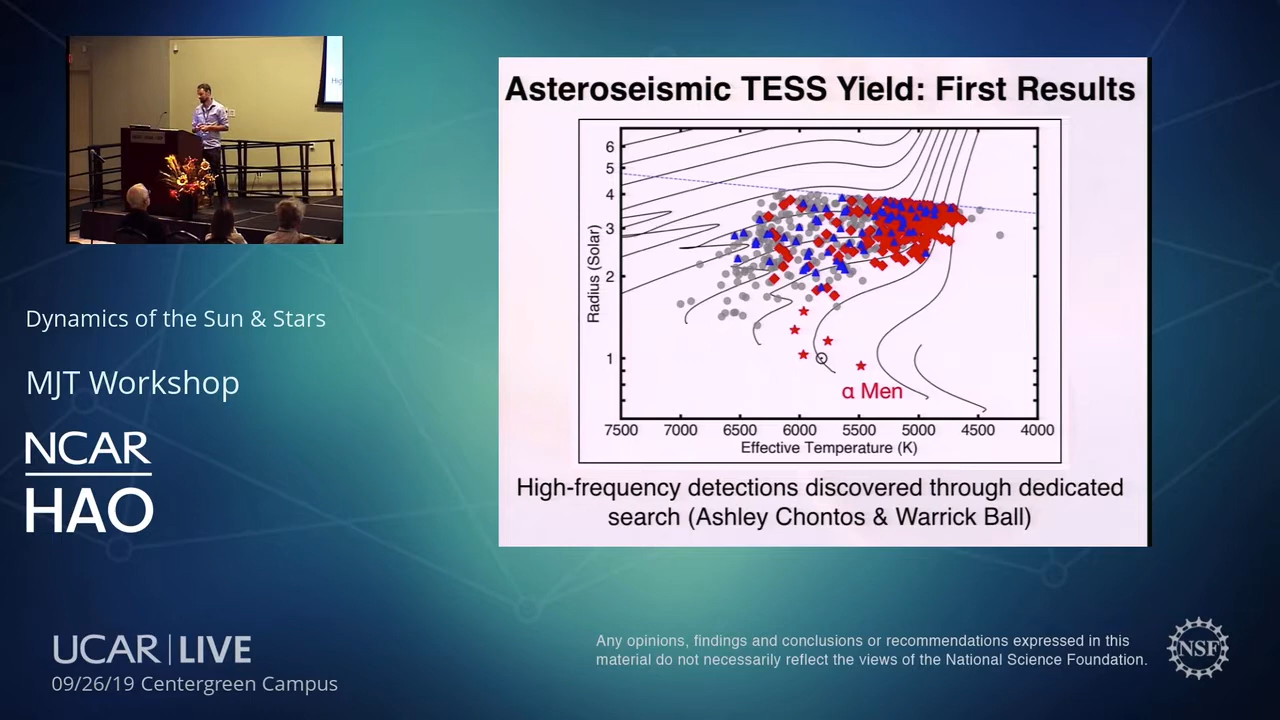 Asteroseismic TESS Yield: First Results
6
5
4
3
2
1
Radius (Solar)
α Men
7500 7000 6500 6000 5500 5000 4500 4000
Effective Temperature (K)
High-frequency detections discovered through dedicated
search (Ashley Chontos & Warrick Ball)
Dynamics of the Sun & Stars
MJT Workshop
NCAR
HAO
UCAR | LIVE
09/26/19 Centergreen Campus
Any opinions, findings and conclusions or recommendations expressed in this
material do not necessarily reflect the views of the National Science Foundation.
NSF